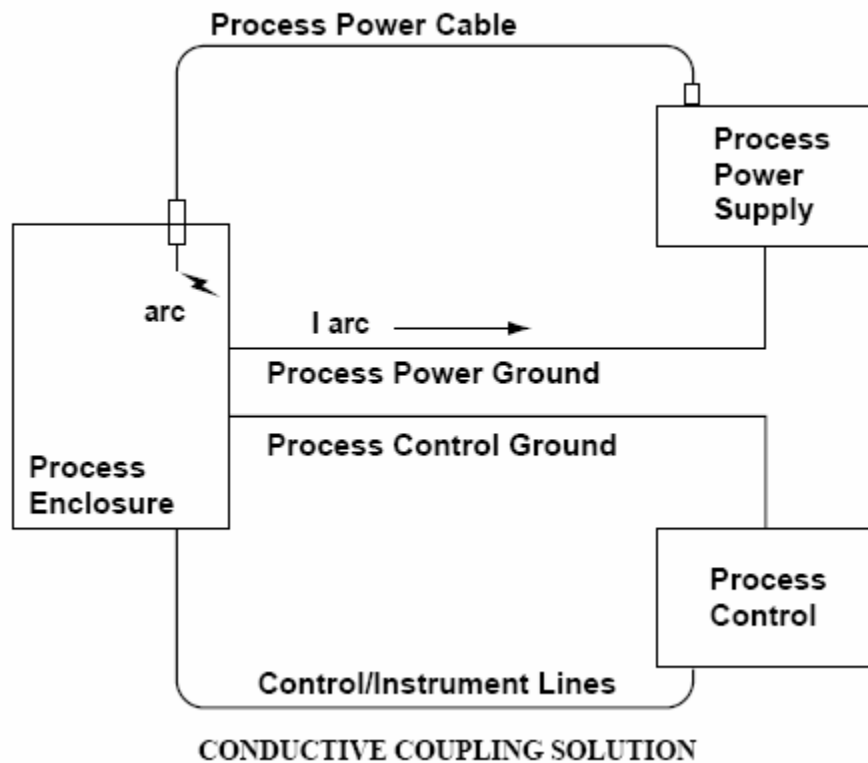 Process Power Cable
Process
Power
Supply
arc
I arc
Process Power Ground
Process Control Ground
Process
Enclosure
Process
Control
Control/Instrument Lines
CONDUCTIVE COUPLING SOLUTION